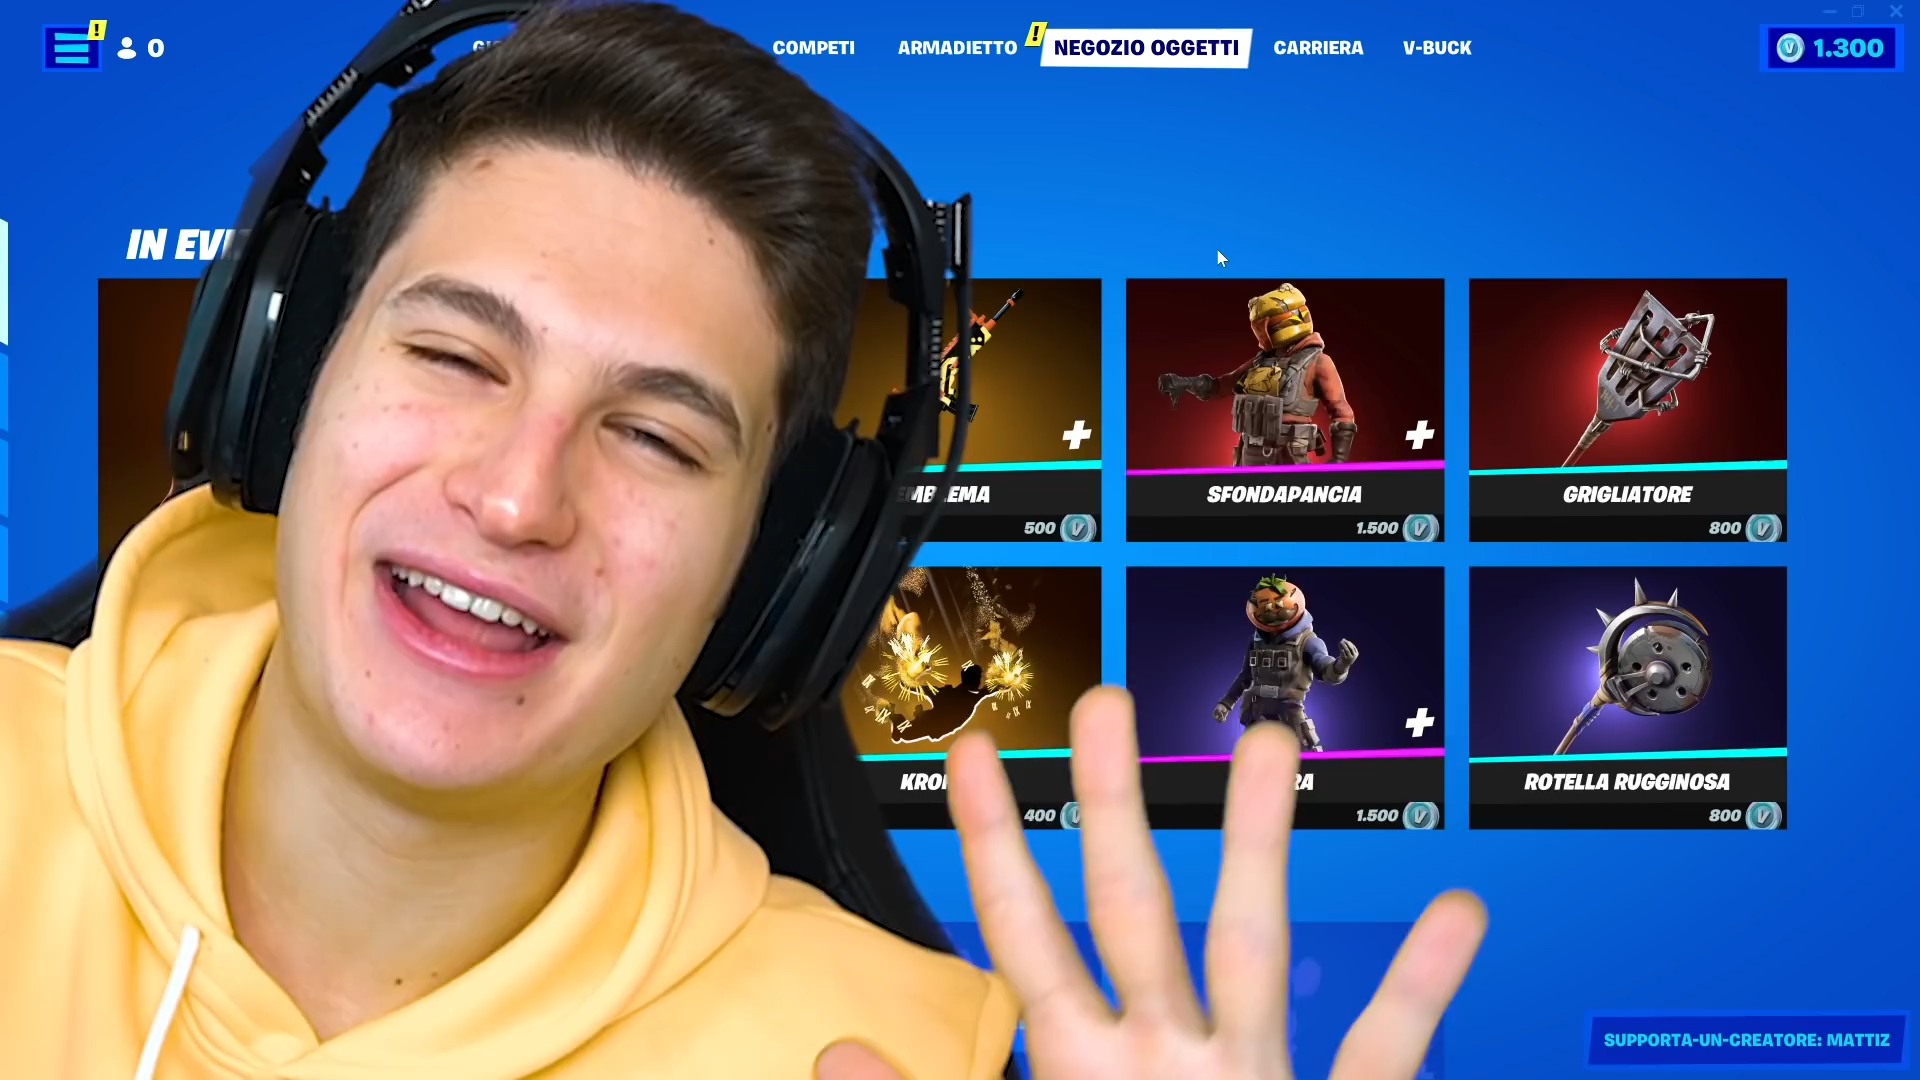 !
0
COMPETI
ARMADIETTO
!
NEGOZIO OGGETTI
CARRIERA
V-BUCK
1.300
IN
500
SFONDAPANCIA
1.500
GRIGLIATORE
800
400
1.500
ROTELLA RUGGINOSA
800
SUPPORTA-UN-CREATORE: MATTIZ